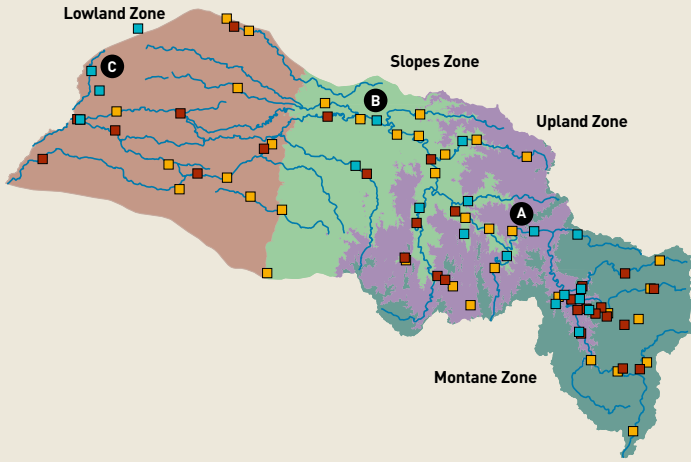 Lowland Zone
C
Slopes Zone
B
Upland Zone
A
Montane Zone